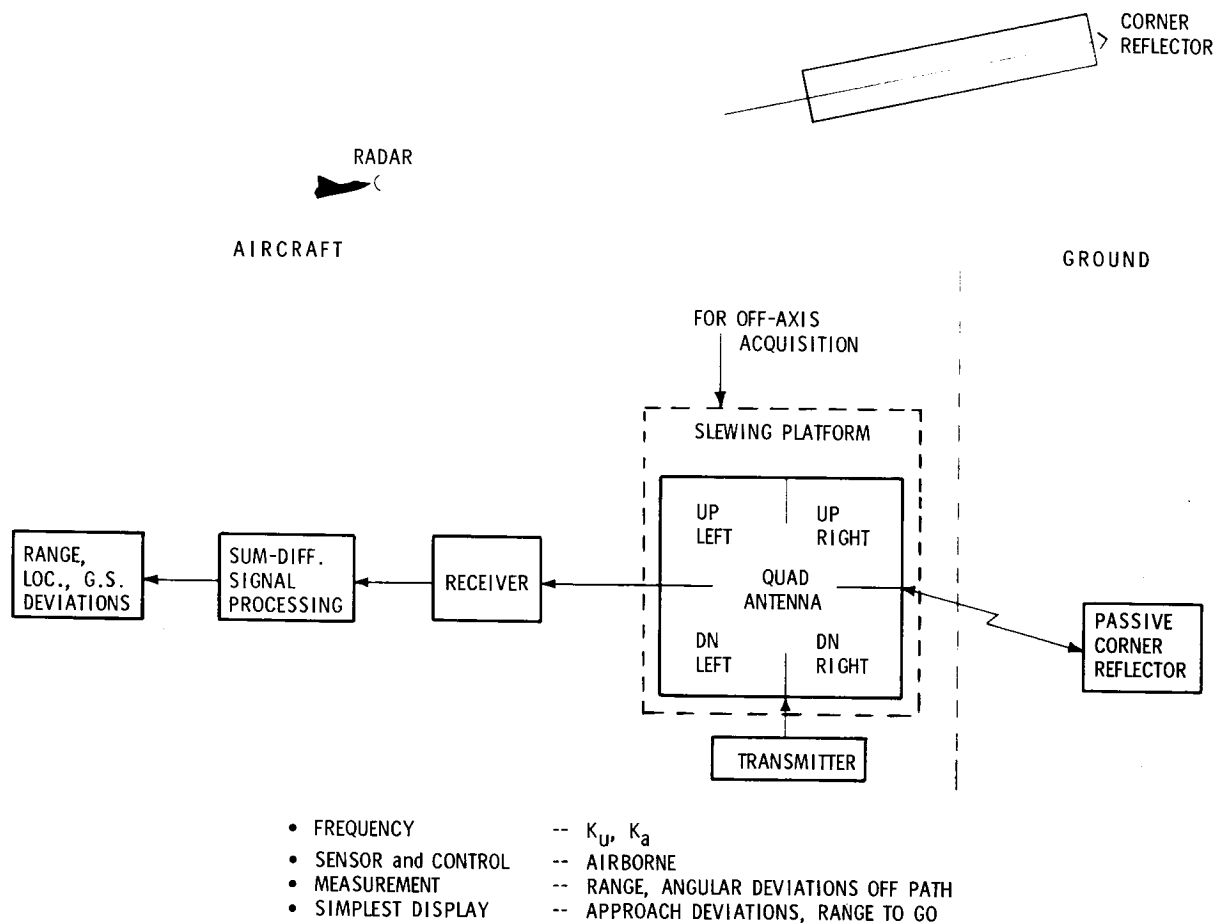 CORNER
REFLECTOR
RADAR
AIRCRAFT
GROUND
FOR OFF-AXIS
ACQUISITION
SLEWING PLATFORM
UP
LEFT
UP
RIGHT
QUAD
ANTENNA
DN
LEFT
DN
RIGHT
RANGE,
LOC., G.S.
DEVIATIONS
SUM-DIFF.
SIGNAL
PROCESSING
RECEIVER
PASSIVE
CORNER
REFLECTOR
TRANSMITTER
• FREQUENCY -- Ku, Ka
• SENSOR and CONTROL -- AIRBORNE
• MEASUREMENT -- RANGE, ANGULAR DEVIATIONS OFF PATH
• SIMPLEST DISPLAY -- APPROACH DEVIATIONS, RANGE TO GO